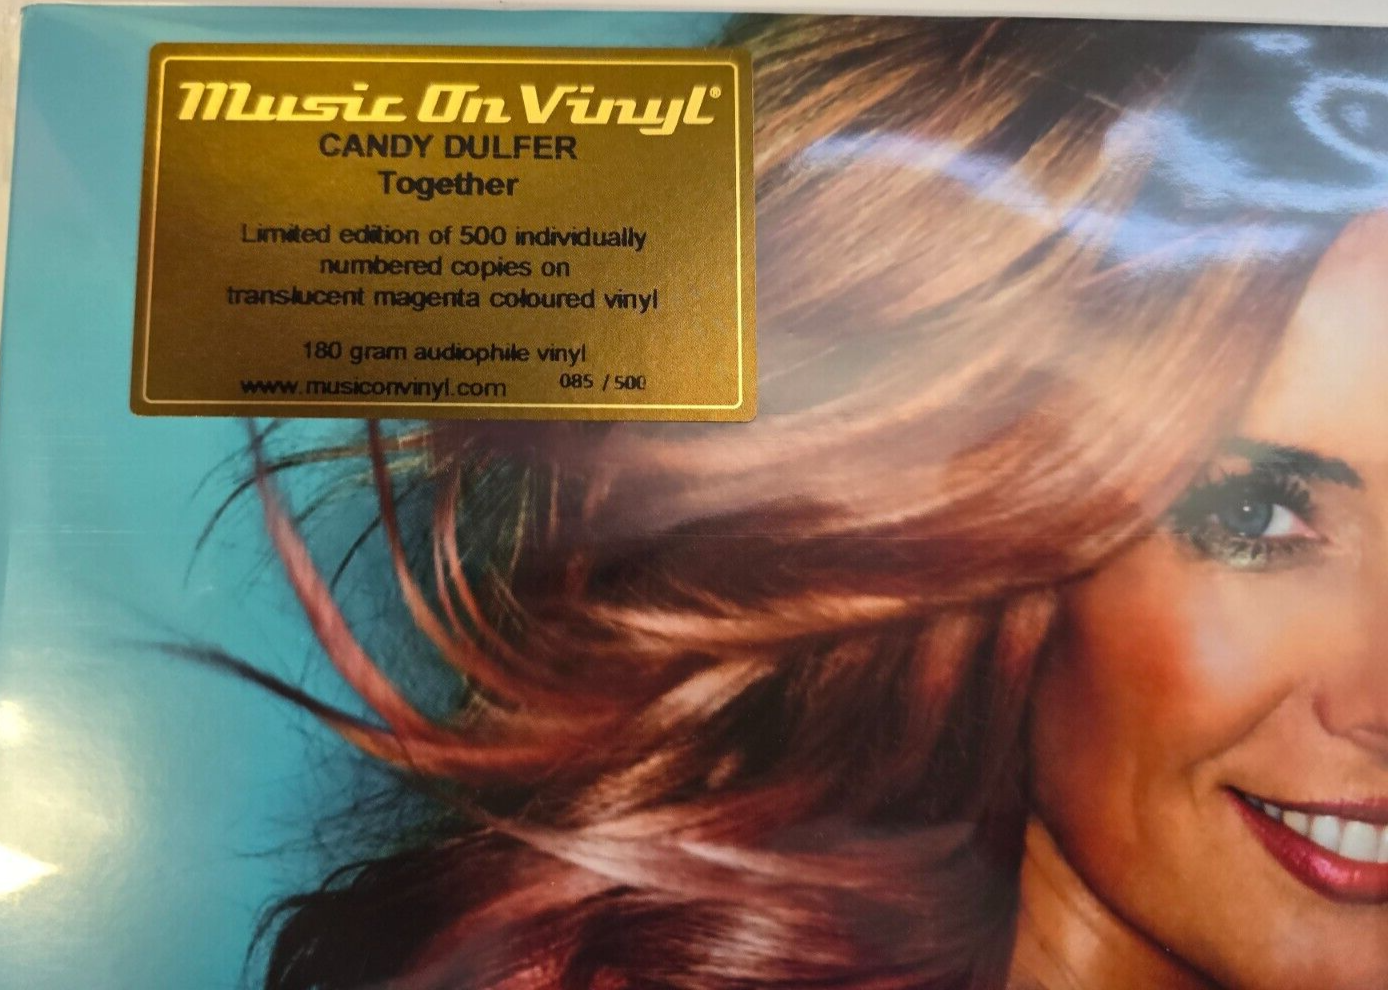 Music On Vinyl®
CANDY DULFER
Together
Limited edition of 500 individually
numbered copies on
translucent magenta coloured vinyl
180 gram audiophile vinyl
www.musiconvinyl.com 085 / 500